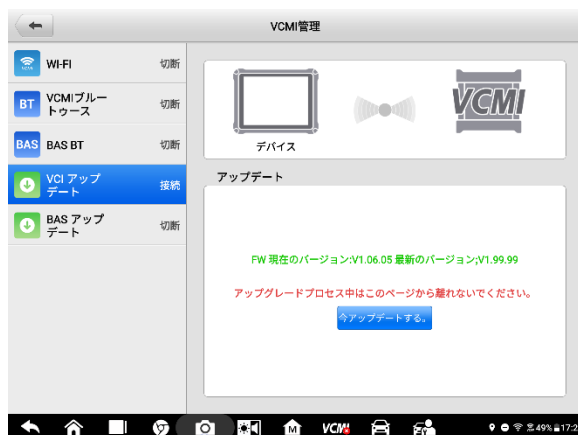 VCMI管理
WI-FI 切断
BT VCMIブルー
トゥース 切断
BAS BAS BT 切断
VCI アップ
デート 接続
BAS アップ
デート 切断
VCMI
デバイス
アップデート
FW 現在のバージョン:V1.06.05 最新のバージョン;V1.99.99
アップグレードプロセス中はこのページから離れないでください。
今アップデートする。
M VCMI 49% 17:2